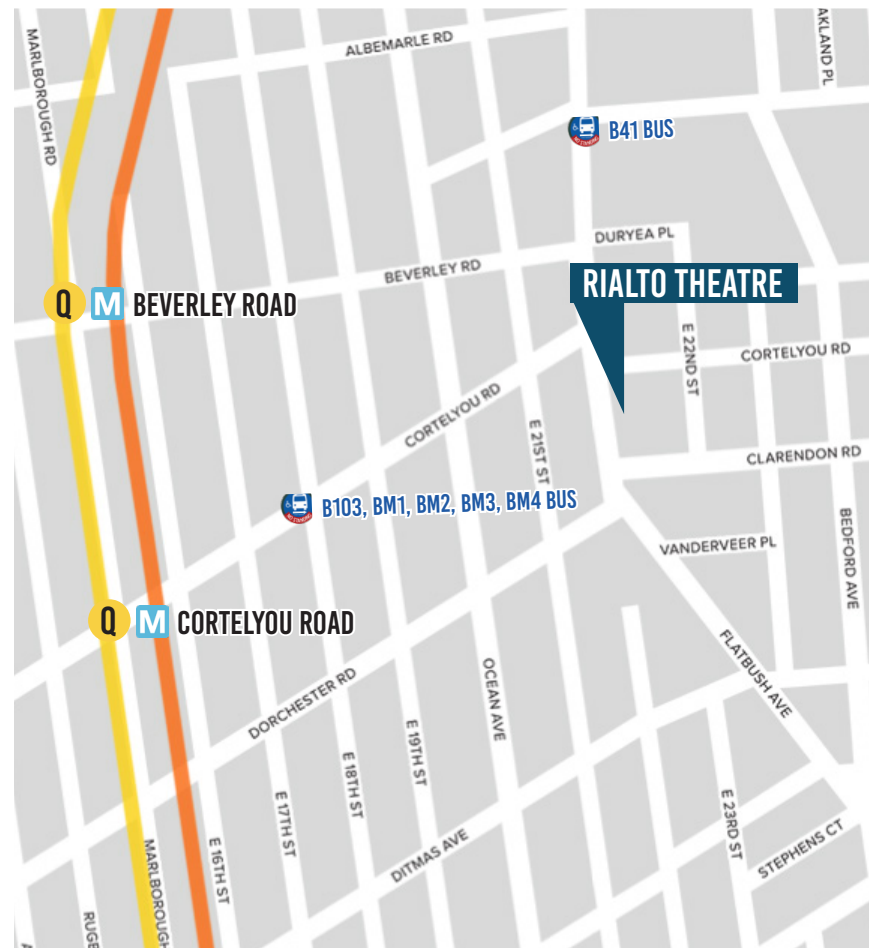 MARLBOROUGH RD
ALBEMARLE RD
AKLAND PL
B41 BUS
DURYEA PL
BEVERLEY RD
RIALTO THEATRE
Q M BEVERLEY ROAD
E 22ND ST
CORTELYOU RD
CORTELYOU RD
E 21ST ST
CLARENDON RD
B103, BM1, BM2, BM3, BM4 BUS
VANDERVEER PL
BEDFORD AVE
Q M CORTELYOU ROAD
FLATBUSH AVE
OCEAN AVE
DORCHESTER RD
E 19TH ST
E 18TH ST
E 17TH ST
E 16TH ST
DITMAS AVE
E 23RD ST
STEPHENS CT
MARLBOROUGH
RUGE